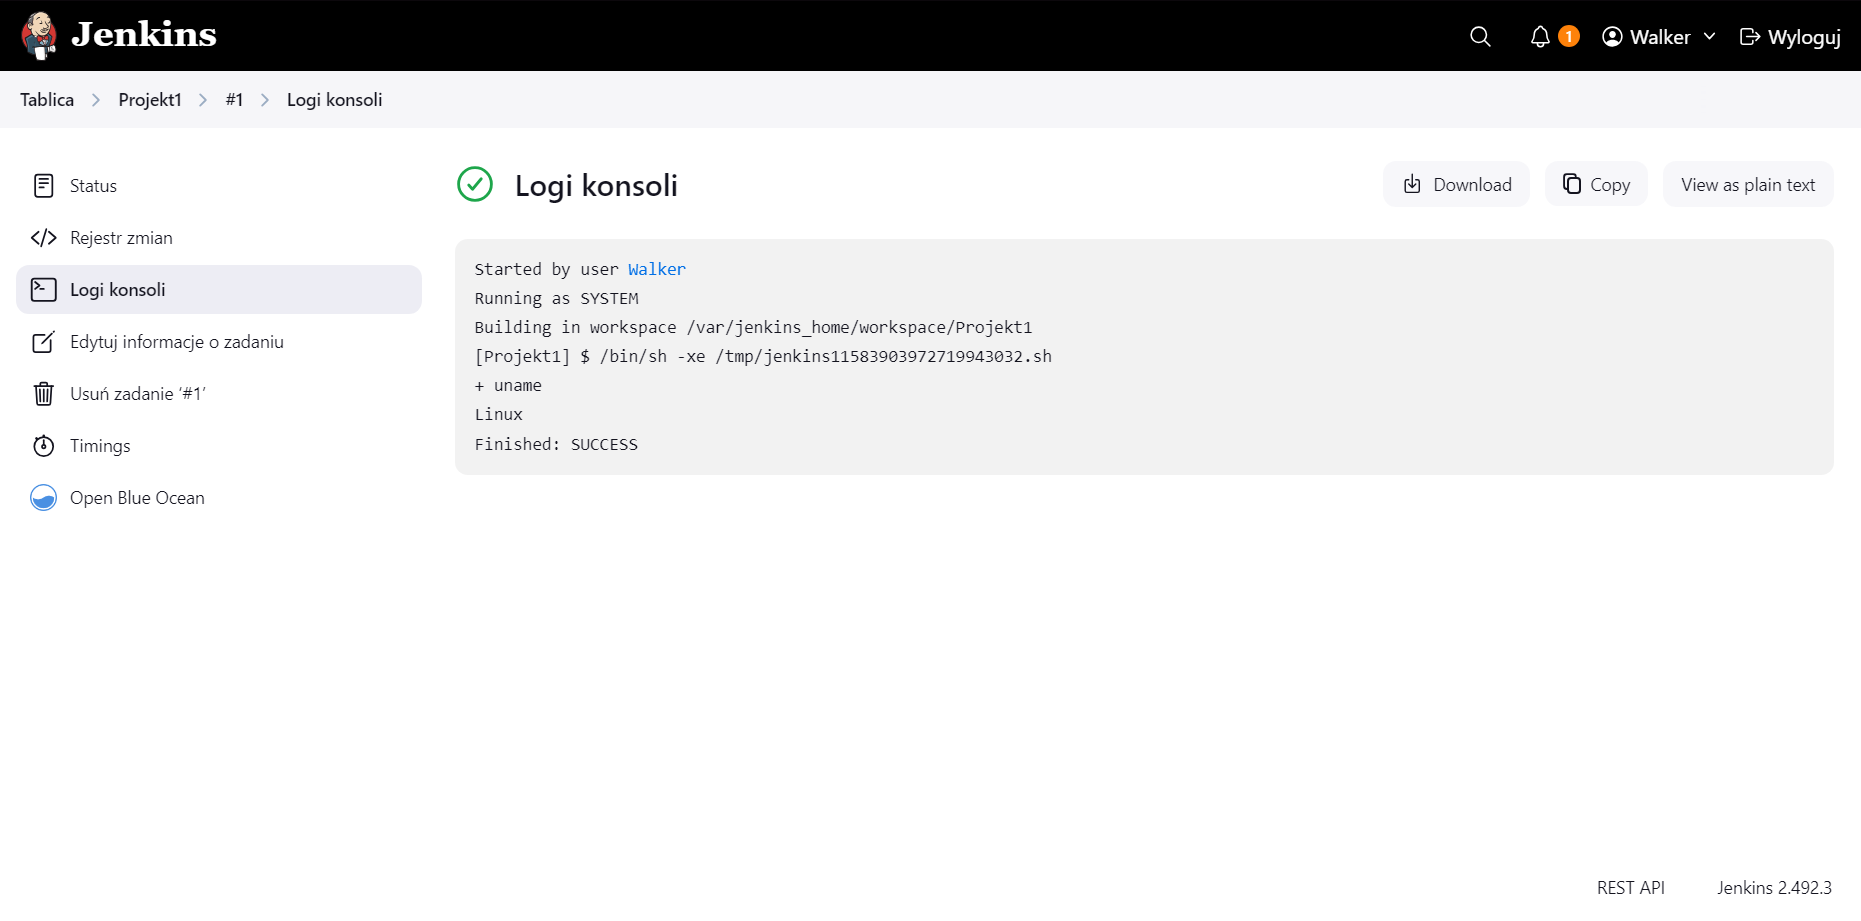 Jenkins
1
Walker
Wyloguj
Tablica
Projekt1
#1
Logi konsoli
Status
Rejestr zmian
Logi konsoli
Edytuj informacje o zadaniu
Usuń zadanie ‘#1’
Timings
Open Blue Ocean
Logi konsoli
Download
Copy
View as plain text
Started by user Walker
Running as SYSTEM
Building in workspace /var/jenkins_home/workspace/Projekt1
[Projekt1] $ /bin/sh -xe /tmp/jenkins11583903972719943032.sh
+ uname
Linux
Finished: SUCCESS
REST API
Jenkins 2.492.3